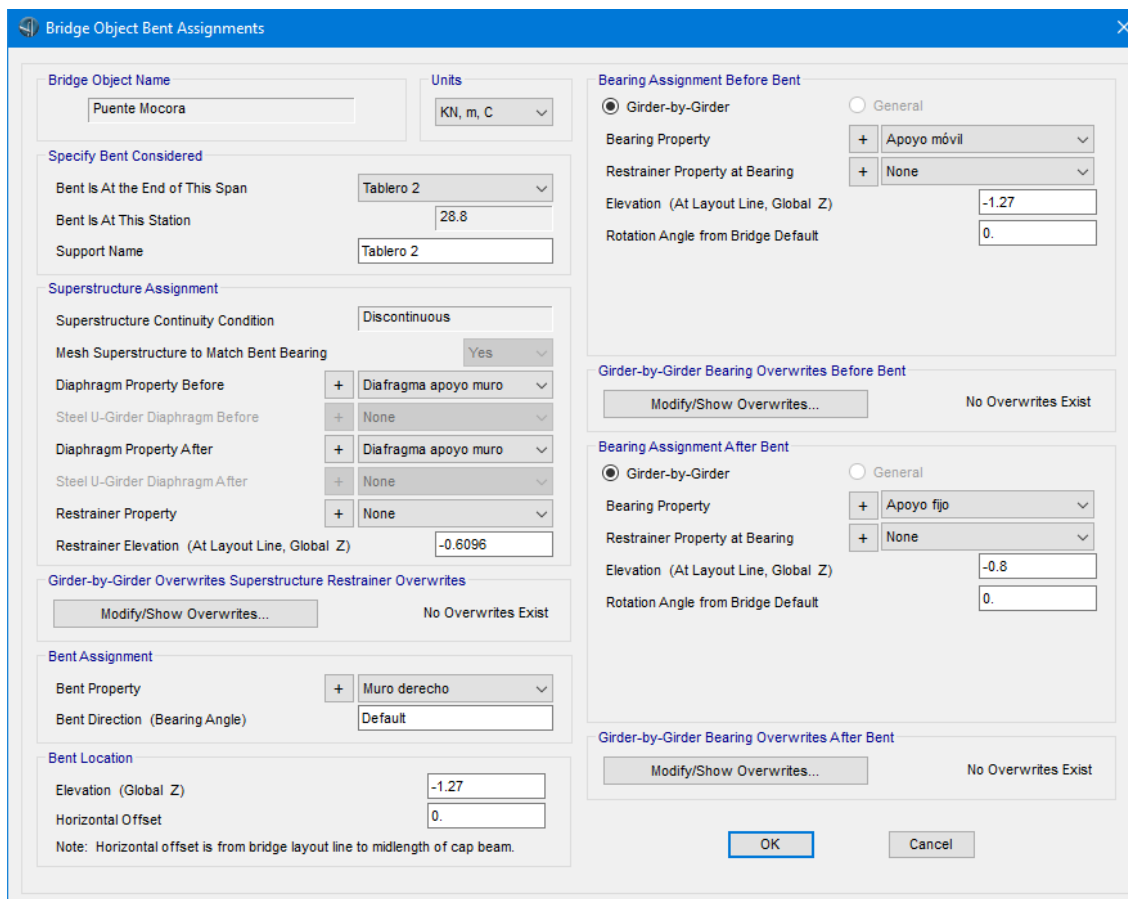 Bridge Object Bent Assignments
Bridge Object Name
Puente Mocora
Units
KN, m, C
Specify Bent Considered
Bent Is At the End of This Span
Tablero 2
Bent Is At This Station
28.8
Support Name
Tablero 2
Superstructure Assignment
Superstructure Continuity Condition
Discontinuous
Mesh Superstructure to Match Bent Bearing
Yes
Diaphragm Property Before
+
Diafragma apoyo muro
Steel U-Girder Diaphragm Before
+
None
Diaphragm Property After
+
Diafragma apoyo muro
Steel U-Girder Diaphragm After
+
None
Restrainer Property
+
None
Restrainer Elevation (At Layout Line, Global Z)
-0.6096
Girder-by-Girder Overwrites Superstructure Restrainer Overwrites
Modify/Show Overwrites...
No Overwrites Exist
Bent Assignment
Bent Property
+
Muro derecho
Bent Direction (Bearing Angle)
Default
Bent Location
Elevation (Global Z)
-1.27
Horizontal Offset
0.
Note: Horizontal offset is from bridge layout line to midlength of cap beam.
Bearing Assignment Before Bent
Girder-by-Girder
General
Bearing Property
+
Apoyo móvil
Restrainer Property at Bearing
+
None
Elevation (At Layout Line, Global Z)
-1.27
Rotation Angle from Bridge Default
0.
Girder-by-Girder Bearing Overwrites Before Bent
Modify/Show Overwrites...
No Overwrites Exist
Bearing Assignment After Bent
Girder-by-Girder
General
Bearing Property
+
Apoyo fijo
Restrainer Property at Bearing
+
None
Elevation (At Layout Line, Global Z)
-0.8
Rotation Angle from Bridge Default
0.
Girder-by-Girder Bearing Overwrites After Bent
Modify/Show Overwrites...
No Overwrites Exist
OK
Cancel